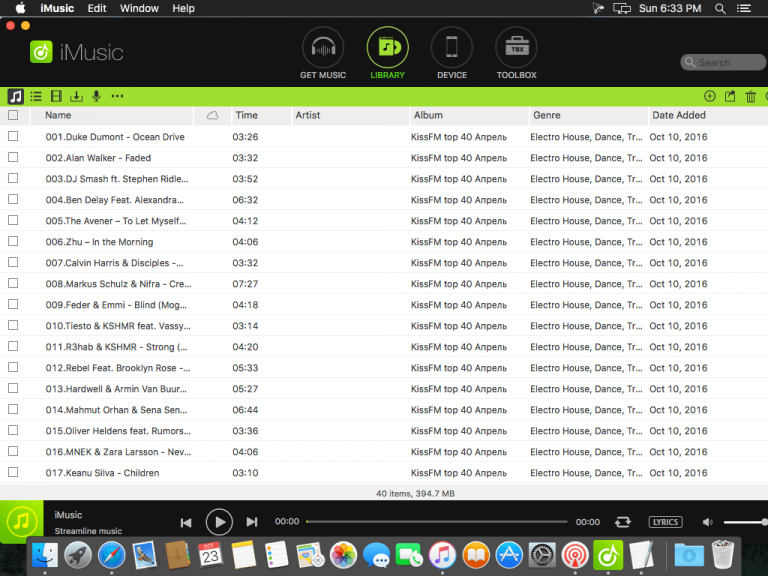 iMusic Edit Window Help Sun 6:33 PM
iMusic
GET MUSIC LIBRARY DEVICE TBX TOOLBOX Search
Name Time Artist Album Genre Date Added
001.Duke Dumont - Ocean Drive 03:26 KissFM top 40 Апрель Electro House, Dance, Tr... Oct 10, 2016
002.Alan Walker - Faded 03:32 KissFM top 40 Апрель Electro House, Dance, Tr... Oct 10, 2016
003.DJ Smash ft. Stephen Ridle... 03:52 KissFM top 40 Апрель Electro House, Dance, Tr... Oct 10, 2016
004.Ben Delay Feat. Alexandra... 06:32 KissFM top 40 Апрель Electro House, Dance, Tr... Oct 10, 2016
005.The Avener – To Let Myself... 04:12 KissFM top 40 Апрель Electro House, Dance, Tr... Oct 10, 2016
006.Zhu – In the Morning 04:06 KissFM top 40 Апрель Electro House, Dance, Tr... Oct 10, 2016
007.Calvin Harris & Disciples -... 03:32 KissFM top 40 Апрель Electro House, Dance, Tr... Oct 10, 2016
008.Markus Schulz & Nifra - Cre... 07:27 KissFM top 40 Апрель Electro House, Dance, Tr... Oct 10, 2016
009.Feder & Emmi - Blind (Mog... 04:18 KissFM top 40 Апрель Electro House, Dance, Tr... Oct 10, 2016
010.Tiesto & KSHMR feat. Vassy... 03:14 KissFM top 40 Апрель Electro House, Dance, Tr... Oct 10, 2016
011.R3hab & KSHMR - Strong (... 04:20 KissFM top 40 Апрель Electro House, Dance, Tr... Oct 10, 2016
012.Rebel Feat. Brooklyn Rose -... 05:33 KissFM top 40 Апрель Electro House, Dance, Tr... Oct 10, 2016
013.Hardwell & Armin Van Buur... 05:27 KissFM top 40 Апрель Electro House, Dance, Tr... Oct 10, 2016
014.Mahmut Orhan & Sena Sen... 06:44 KissFM top 40 Апрель Electro House, Dance, Tr... Oct 10, 2016
015.Oliver Heldens feat. Rumors... 03:36 KissFM top 40 Апрель Electro House, Dance, Tr... Oct 10, 2016
016.MNEK & Zara Larsson - Nev... 04:06 KissFM top 40 Апрель Electro House, Dance, Tr... Oct 10, 2016
017.Keanu Silva - Children 03:10 KissFM top 40 Апрель Electro House, Dance, Tr... Oct 10, 2016
40 items, 394.7 MB
iMusic
Streamline music 00:00 00:00 LYRICS
OCT
23